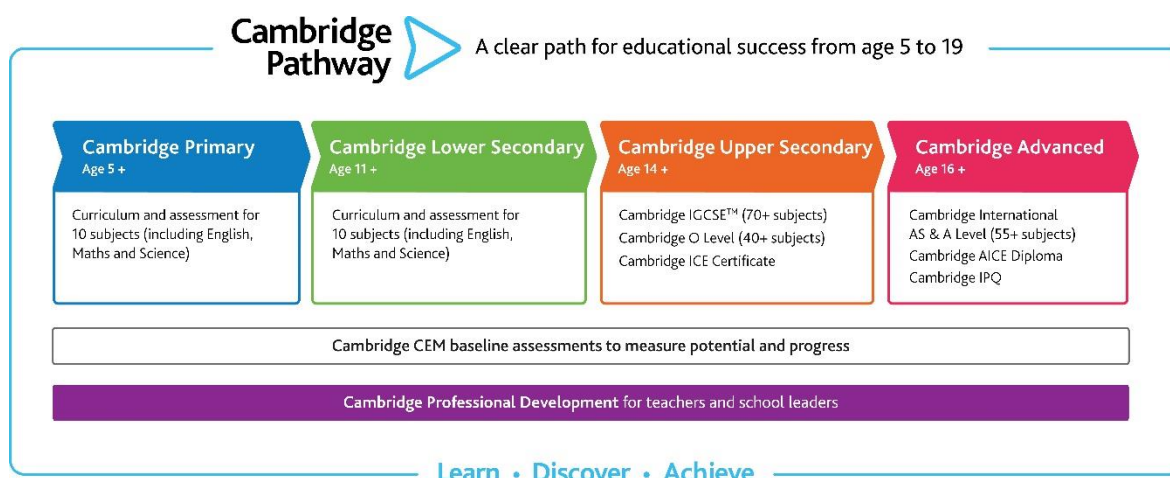 Cambridge
Pathway
A clear path for educational success from age 5 to 19
Cambridge Primary
Age 5 +
Curriculum and assessment for
10 subjects (including English,
Maths and Science)
Cambridge Lower Secondary
Age 11 +
Curriculum and assessment for
10 subjects (including English,
Maths and Science)
Cambridge Upper Secondary
Age 14 +
Cambridge IGCSE™ (70+ subjects)
Cambridge O Level (40+ subjects)
Cambridge ICE Certificate
Cambridge Advanced
Age 16 +
Cambridge International
AS & A Level (55+ subjects)
Cambridge AICE Diploma
Cambridge IPQ
Cambridge CEM baseline assessments to measure potential and progress
Cambridge Professional Development for teachers and school leaders
Learn • Discover • Achieve